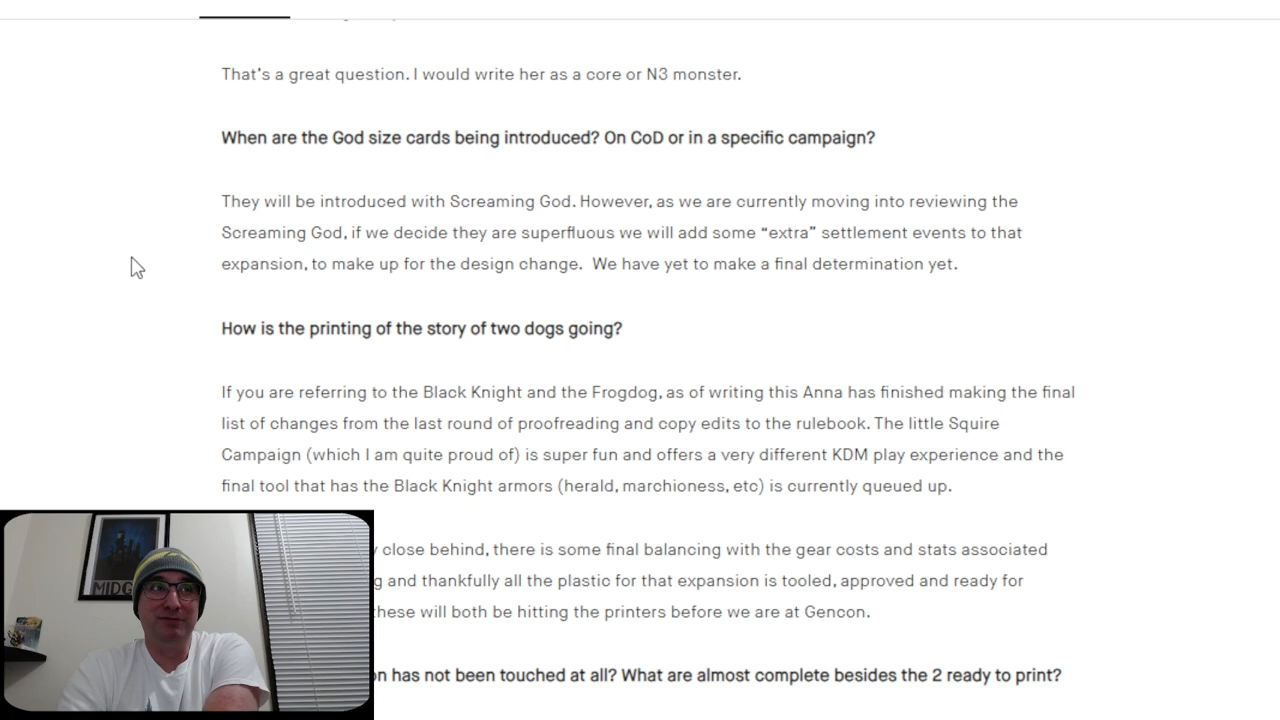 That's a great question. I would write her as a core or N3 monster.
When are the God size cards being introduced? On CoD or in a specific campaign?
They will be introduced with Screaming God. However, as we are currently moving into reviewing the
Screaming God, if we decide they are superfluous we will add some “extra” settlement events to that
expansion, to make up for the design change.  We have yet to make a final determination yet.
How is the printing of the story of two dogs going?
If you are referring to the Black Knight and the Frogdog, as of writing this Anna has finished making the final
list of changes from the last round of proofreading and copy edits to the rulebook. The little Squire
Campaign (which I am quite proud of) is super fun and offers a very different KDM play experience and the
final tool that has the Black Knight armors (herald, marchioness, etc) is currently queued up.
close behind, there is some final balancing with the gear costs and stats associated
and thankfully all the plastic for that expansion is tooled, approved and ready for
these will both be hitting the printers before we are at Gencon.
has not been touched at all? What are almost complete besides the 2 ready to print?
MIDG